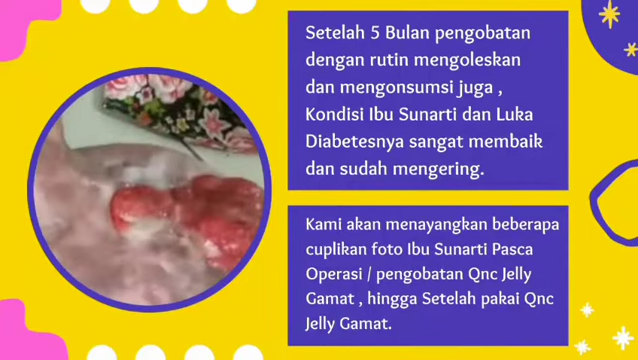 Setelah 5 Bulan pengobatan
dengan rutin mengoleskan
dan mengonsumsi juga ,
Kondisi Ibu Sunarti dan Luka
Diabetesnya sangat membaik
dan sudah mengering.
Kami akan menayangkan beberapa
cuplikan foto Ibu Sunarti Pasca
Operasi / pengobatan Qnc Jelly
Gamat , hingga Setelah pakai Qnc
Jelly Gamat.